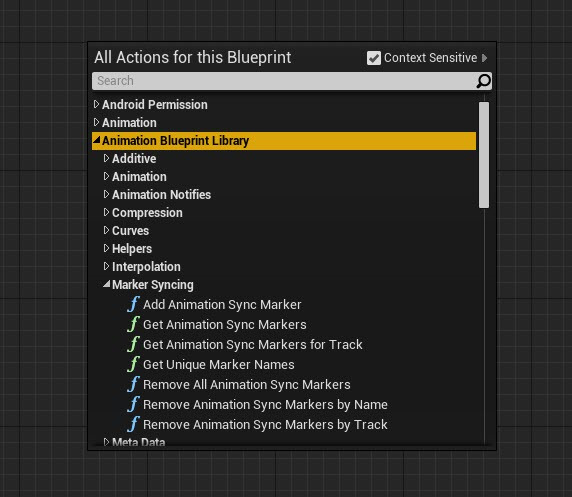 All Actions for this Blueprint Context Sensitive
Search
Android Permission
Animation
Animation Blueprint Library
Additive
Animation
Animation Notifies
Compression
Curves
Helpers
Interpolation
Marker Syncing
f Add Animation Sync Marker
f Get Animation Sync Markers
f Get Animation Sync Markers for Track
f Get Unique Marker Names
f Remove All Animation Sync Markers
f Remove Animation Sync Markers by Name
f Remove Animation Sync Markers by Track
Meta Data